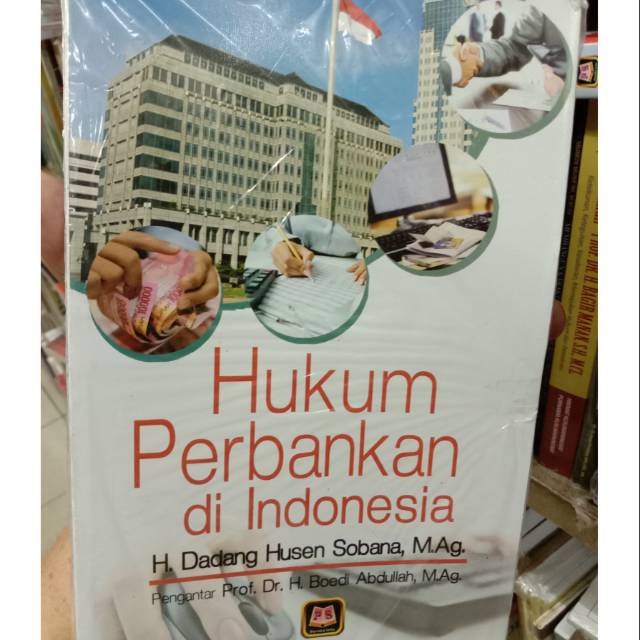 Hukum
Perbankan
di Indonesia
H. Dadang Husen Sobana, M.Ag.
Pengantar Prof. Dr. H. Boedi Abdullah, M.Ag.